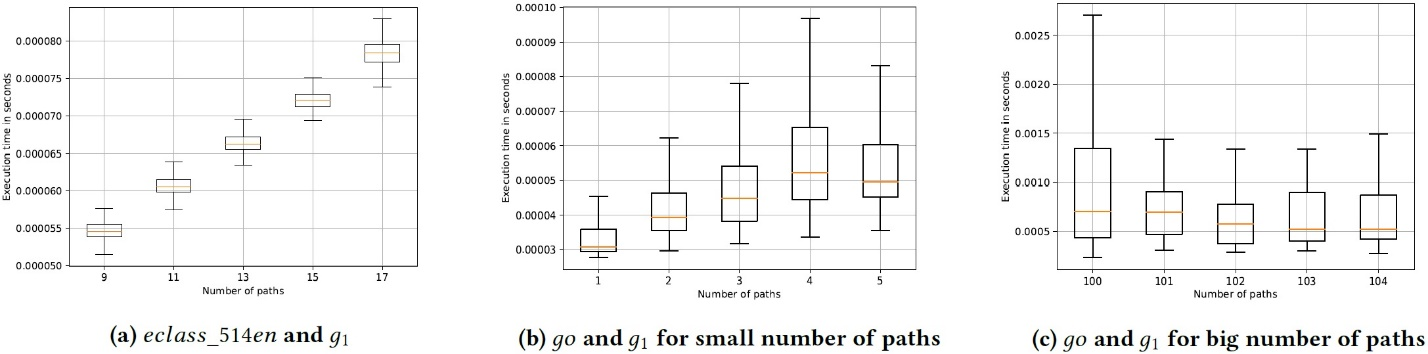 0.000080
0.000075
0.000070
0.000065
0.000060
0.000055
0.000050
Execution time in seconds
9 11 13 15 17
Number of paths
(a) eclass_514en and g₁
0.00010
0.00009
0.00008
0.00007
0.00006
0.00005
0.00004
0.00003
Execution time in seconds
1 2 3 4 5
Number of paths
(b) go and g₁ for small number of paths
0.0025
0.0020
0.0015
0.0010
0.0005
Execution time in seconds
100 101 102 103 104
Number of paths
(c) go and g₁ for big number of paths